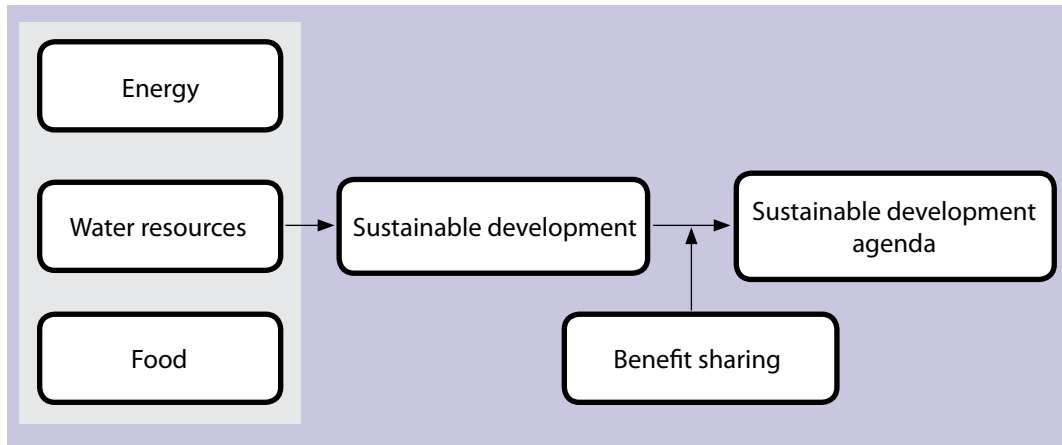 Energy
Water resources
Food
Sustainable development
Benefit sharing
Sustainable development
agenda